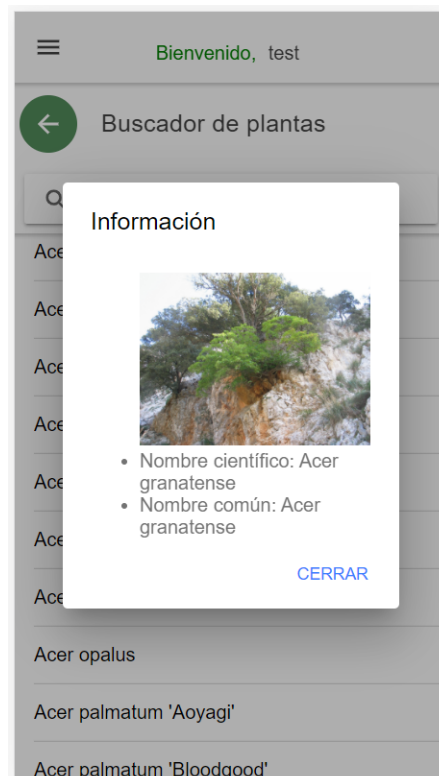 Bienvenido, test
Buscador de plantas
Información
Ace
Ace
Ace
Ace
Ace
Ace
Ace
• Nombre científico: Acer
granatense
• Nombre común: Acer
granatense
CERRAR
Acer opalus
Acer palmatum 'Aoyagi'
Acer palmatum 'Bloodgood'